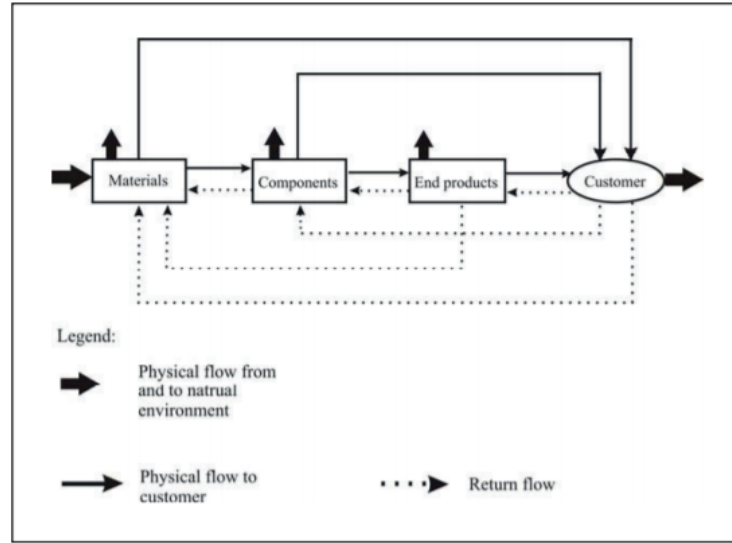 Materials
Components
End products
Customer
Legend:
Physical flow from
and to natrual
environment
Physical flow to
customer
Return flow